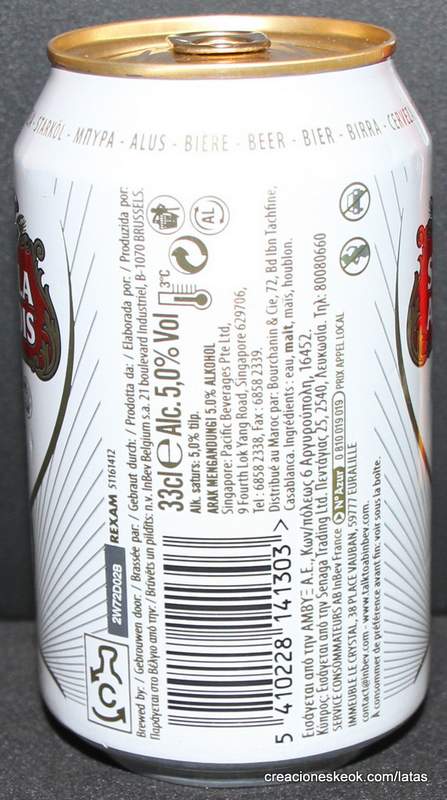 -STARKÖL - ΜΠΥΡΑ - ALUS - BIÈRE - BEER - BIER - BIRRA - CERVEZ
A
IS
2W72D02B REXAM S1161412
Brewed by: / Gebrouwen door: / Brassée par: / Gebraut durch: / Prodotta da: / Elaborada por: / Produzida por:
Παράγεται στο Βέλγιο από την: / Brūvēts un pildīts: n.v. InBev Belgium s.a. 21 boulevard Industriel, B-1070 BRUSSELS.
33cl e Alc. 5,0% Vol 3°C
AL
Alk. saturs: 5,0% tilp.
ARAK MENGANDUNGI 5.0% ALKOHOL
Singapore: Pacific Beverages Pte Ltd,
9 Fourth Lok Yang Road, Singapore 629706,
Tel : 6858 2338, Fax : 6858 2339.
Distribué au Maroc par: Bourchanin & Cie, 72, Bd Ibn Tachfine,
Casablanca. Ingrédients : eau, malt, maïs, houblon.
5 410228 141303 >
Εισάγεται από την ΑΜΒΥΞ Α.Ε., Κων/πόλεως 6 Αργυρούπολη, 16452.
Κύπρος: Εισάγεται από την Senaga Trading Ltd. Πενταγίας 25, 2540, Λευκωσία. Τηλ: 80080660
SERVICE CONSOMMATEURS AB InBev France N° Azur 0 810 019 019 PRIX APPEL LOCAL
IMMEUBLE LE CRYSTAL, 38 PLACE VAUBAN, 59777 EURALILLE
contact@inbev.com - www.talktoabinbev.com.
A consommer de préférence avant fin: voir sous la boîte.
creacioneskeok.com/latas